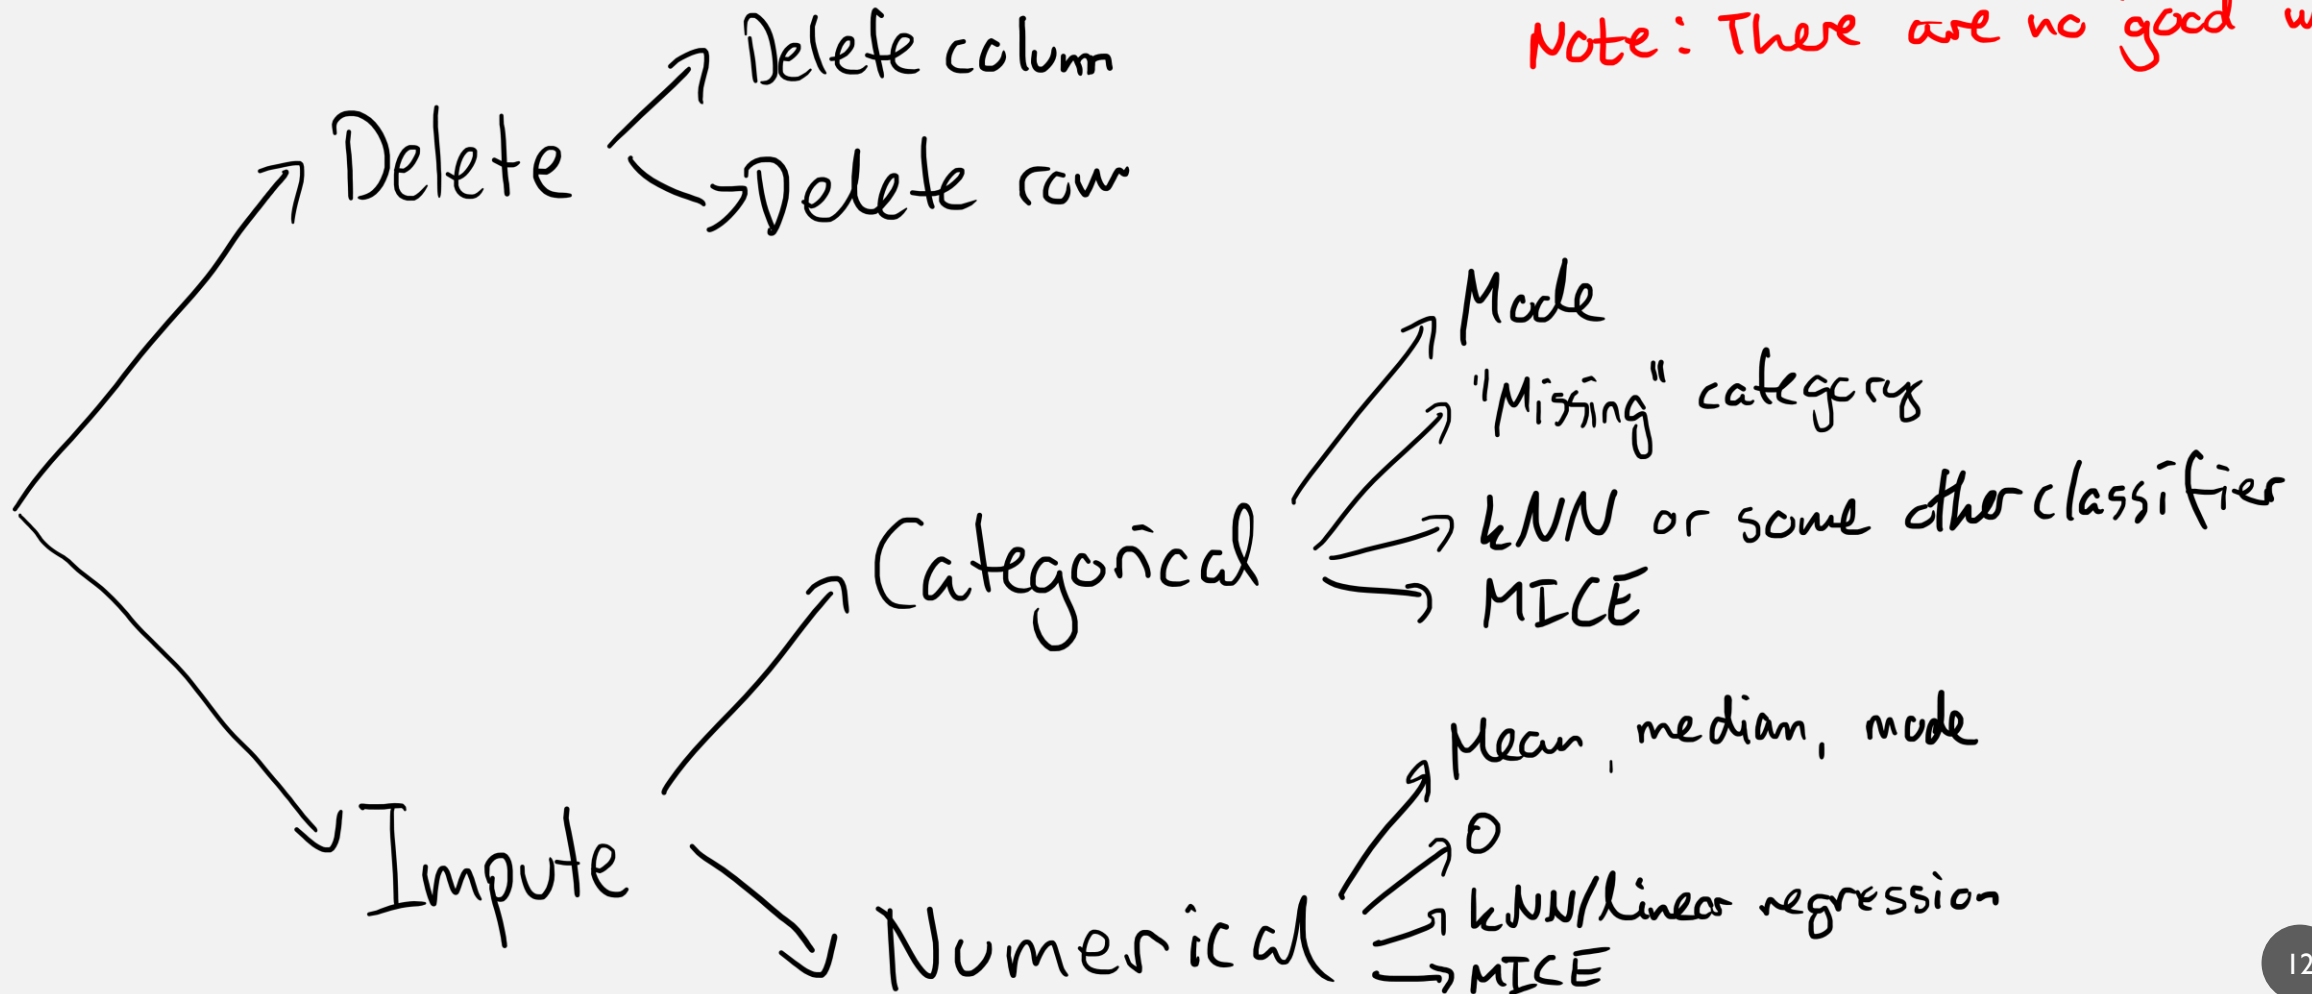 Delete column
Note: There are no good w
Delete
Delete row
Mode
"Missing" category
Categorical
kNN or some other classifier
MICE
Mean, median, mode
Impute
0
kNN/linear regression
Numerical
MICE
12